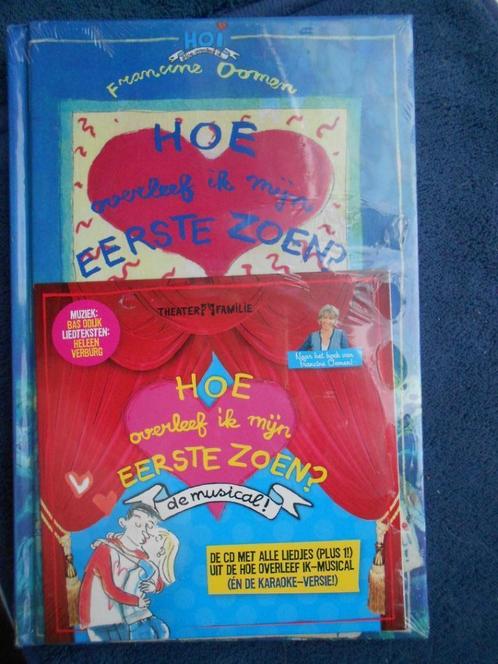 HOI
Francine Oomen
HOE
overleef ik mijn
EERSTE ZOEN?
THEATER FAMILIE
MUZIEK:
BAS ODIJK
LIEDTEKSTEN:
HELEEN
VERBURG
Naar het boek van
Francine Oomen!
HOE
overleef ik mijn
EERSTE ZOEN?
de musical!
DE CD MET ALLE LIEDJES (PLUS 1!)
UIT DE HOE OVERLEEF IK-MUSICAL
(ÉN DE KARAOKE-VERSIE!)